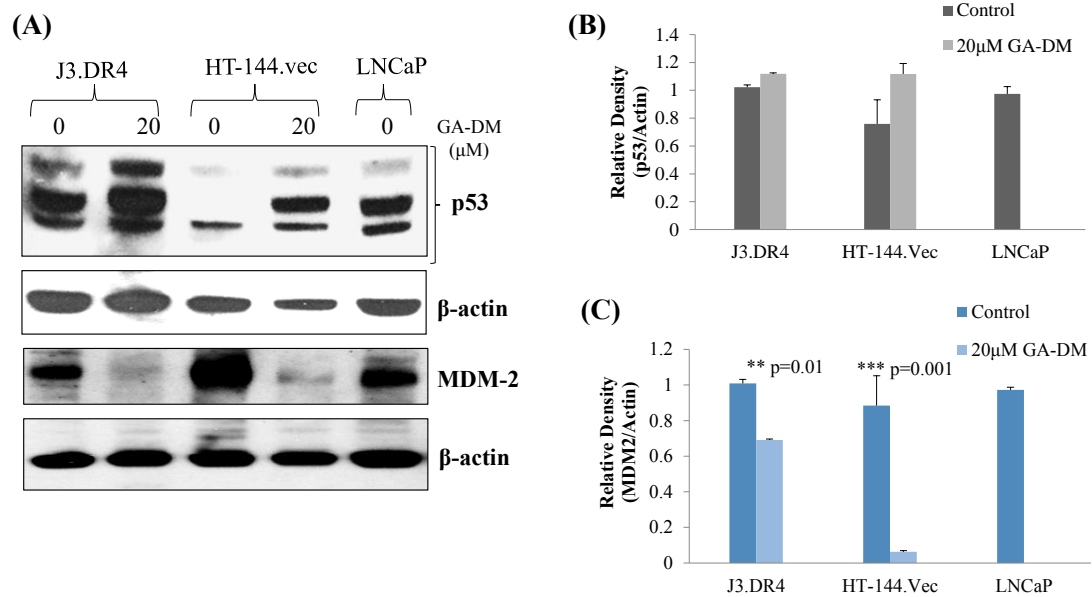 (A)
J3.DR4 HT-144.vec LNCaP
0 20 0 20 0 GA-DM
(μM)
p53
β-actin
MDM-2
β-actin
(B)
Control
20μM GA-DM
Relative Density
(p53/Actin)
1.4
1.2
1
0.8
0.6
0.4
0.2
0
J3.DR4 HT-144.Vec LNCaP
(C)
Control
20μM GA-DM
Relative Density
(MDM2/Actin)
1.2
1
0.8
0.6
0.4
0.2
0
** p=0.01 *** p=0.001
J3.DR4 HT-144.Vec LNCaP